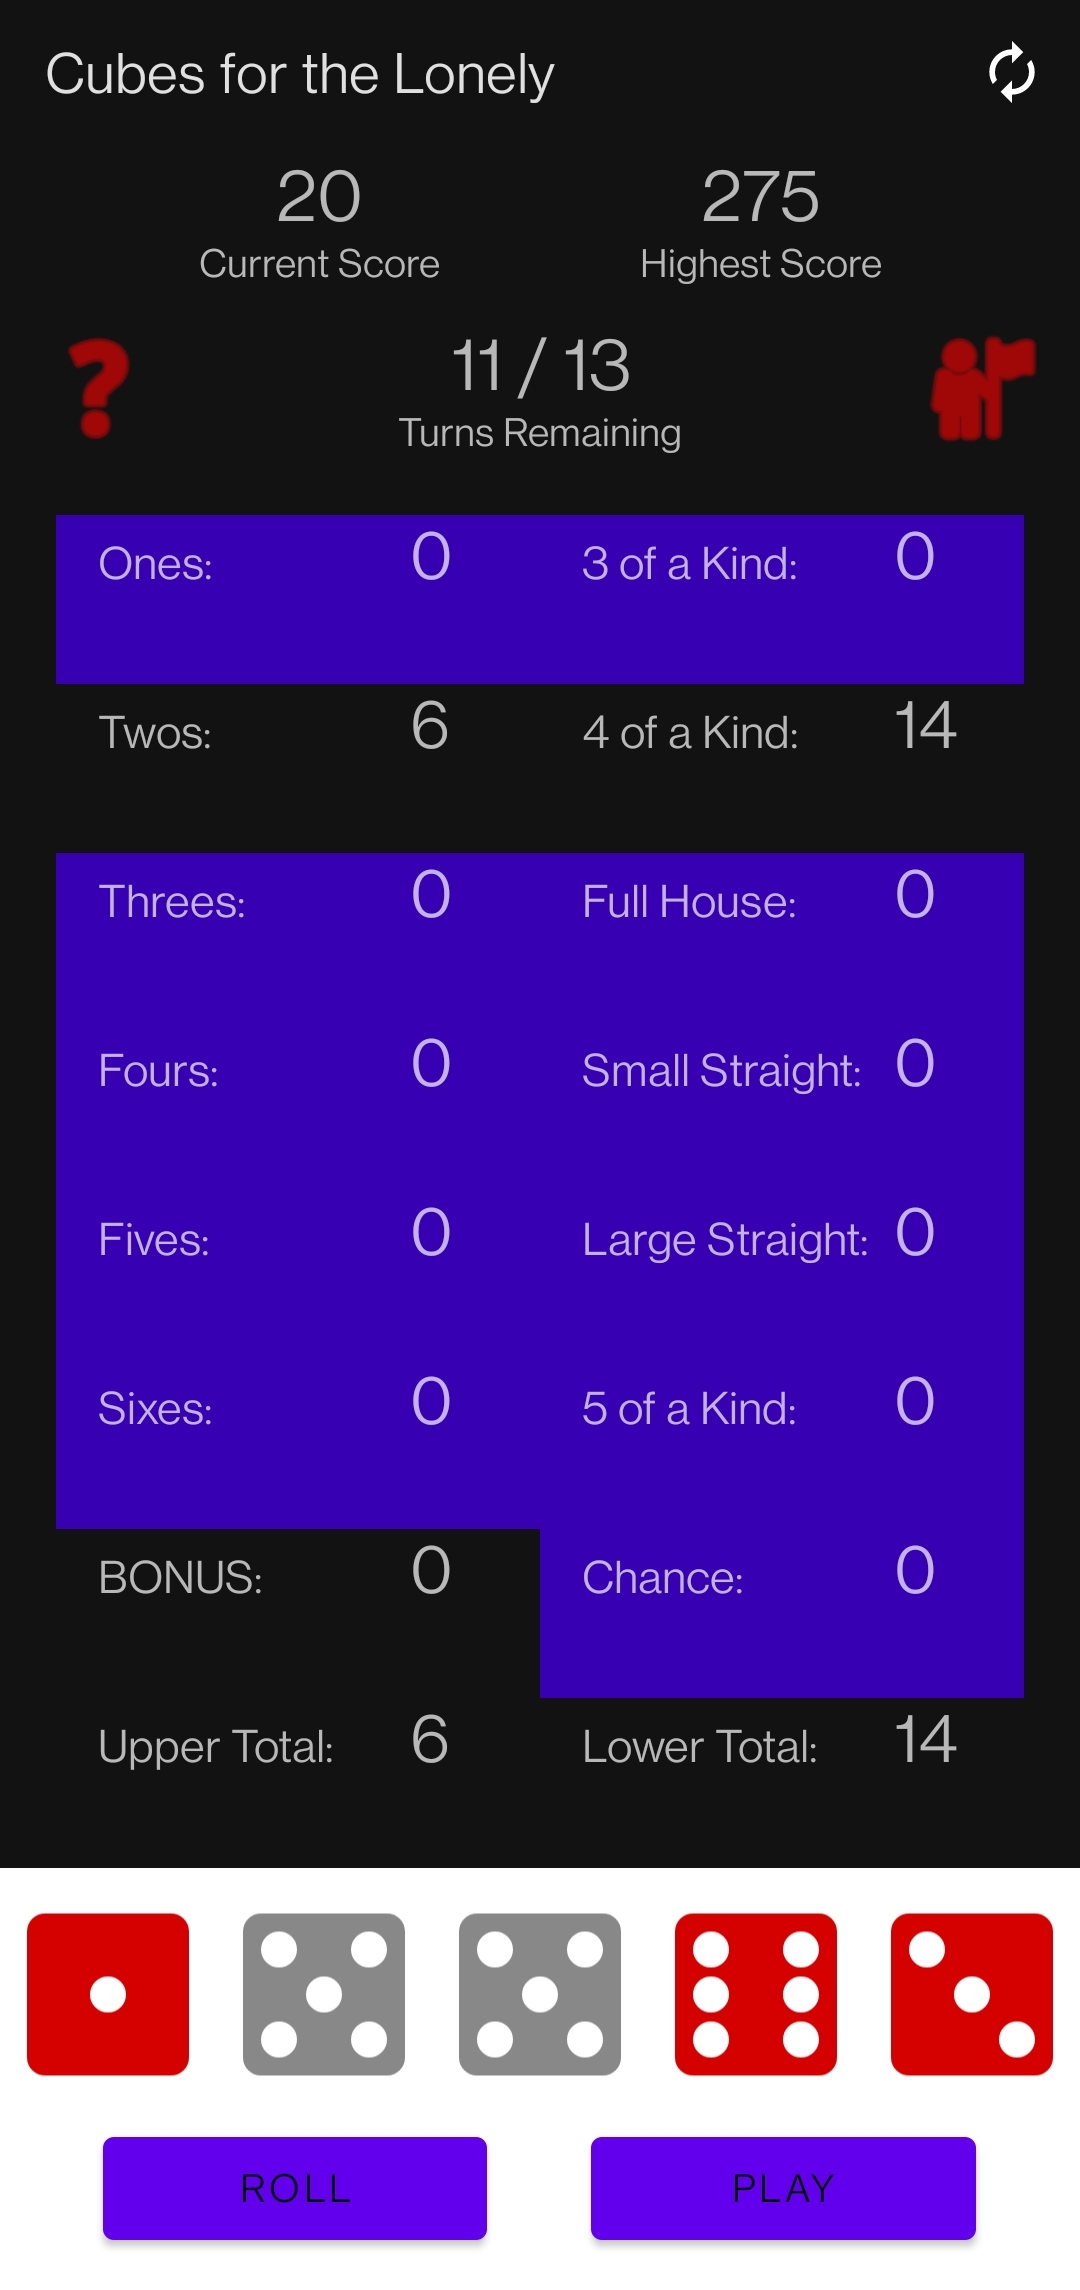 Cubes for the Lonely
20 275
Current Score Highest Score
11 / 13
Turns Remaining
Ones: 0 3 of a Kind: 0
Twos: 6 4 of a Kind: 14
Threes: 0 Full House: 0
Fours: 0 Small Straight: 0
Fives: 0 Large Straight: 0
Sixes: 0 5 of a Kind: 0
BONUS: 0 Chance: 0
Upper Total: 6 Lower Total: 14
ROLL PLAY